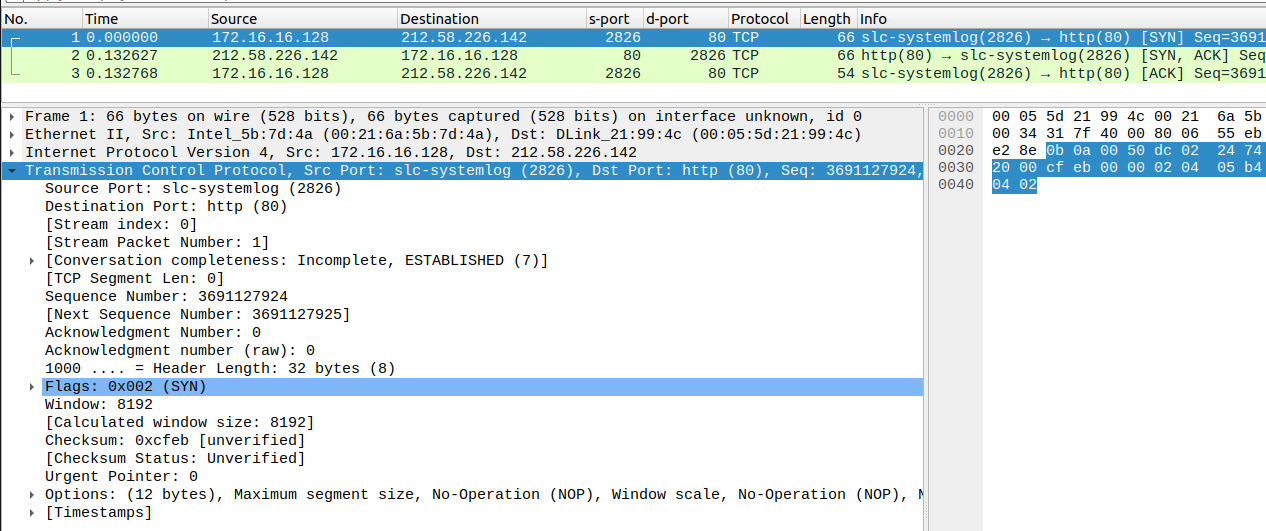 No. Time Source Destination s-port d-port Protocol Length Info
1 0.000000 172.16.16.128 212.58.226.142 2826 80 TCP 66 slc-systemlog(2826) → http(80) [SYN] Seq=3691
2 0.132627 212.58.226.142 172.16.16.128 80 2826 TCP 66 http(80) → slc-systemlog(2826) [SYN, ACK] Seq
3 0.132768 172.16.16.128 212.58.226.142 2826 80 TCP 54 slc-systemlog(2826) → http(80) [ACK] Seq=3691
Frame 1: 66 bytes on wire (528 bits), 66 bytes captured (528 bits) on interface unknown, id 0
Ethernet II, Src: Intel_5b:7d:4a (00:21:6a:5b:7d:4a), Dst: DLink_21:99:4c (00:05:5d:21:99:4c)
Internet Protocol Version 4, Src: 172.16.16.128, Dst: 212.58.226.142
Transmission Control Protocol, Src Port: slc-systemlog (2826), Dst Port: http (80), Seq: 3691127924,
Source Port: slc-systemlog (2826)
Destination Port: http (80)
[Stream index: 0]
[Stream Packet Number: 1]
[Conversation completeness: Incomplete, ESTABLISHED (7)]
[TCP Segment Len: 0]
Sequence Number: 3691127924
[Next Sequence Number: 3691127925]
Acknowledgment Number: 0
Acknowledgment number (raw): 0
1000 .... = Header Length: 32 bytes (8)
Flags: 0x002 (SYN)
Window: 8192
[Calculated window size: 8192]
Checksum: 0xcfeb [unverified]
[Checksum Status: Unverified]
Urgent Pointer: 0
Options: (12 bytes), Maximum segment size, No-Operation (NOP), Window scale, No-Operation (NOP),
[Timestamps]
0000 00 05 5d 21 99 4c 00 21 6a 5b
0010 00 34 31 7f 40 00 80 06 55 eb
0020 e2 8e 0b 0a 00 50 dc 02 24 74
0030 20 00 cf eb 00 00 02 04 05 b4
0040 04 02